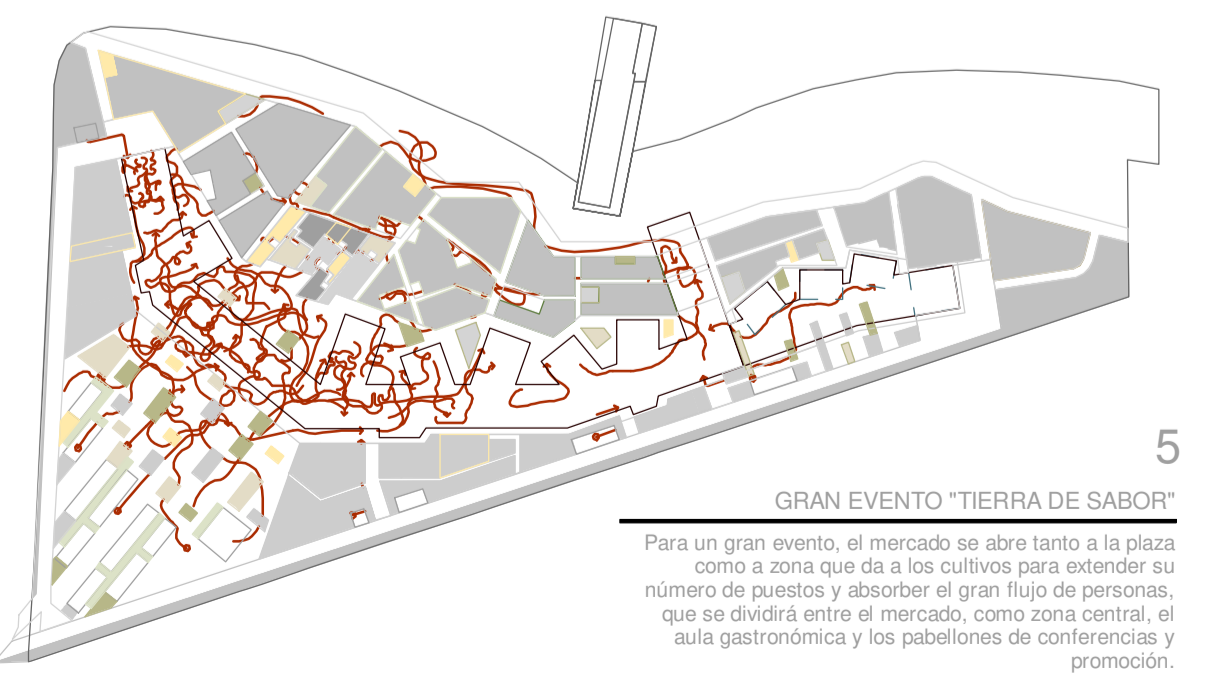 5
GRAN EVENTO "TIERRA DE SABOR"
Para un gran evento, el mercado se abre tanto a la plaza
como a zona que da a los cultivos para extender su
número de puestos y absorber el gran flujo de personas,
que se dividirá entre el mercado, como zona central, el
aula gastronómica y los pabellones de conferencias y
promoción.